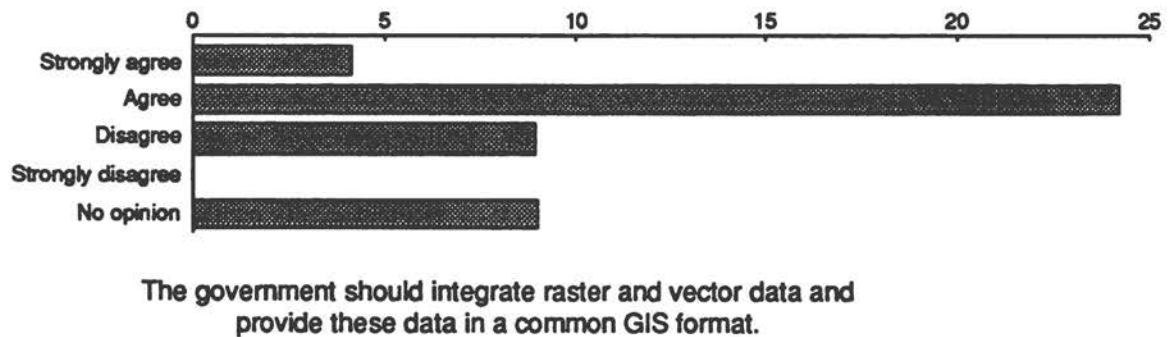 0 5 10 15 20 25
Strongly agree
Agree
Disagree
Strongly disagree
No opinion
The government should integrate raster and vector data and
provide these data in a common GIS format.